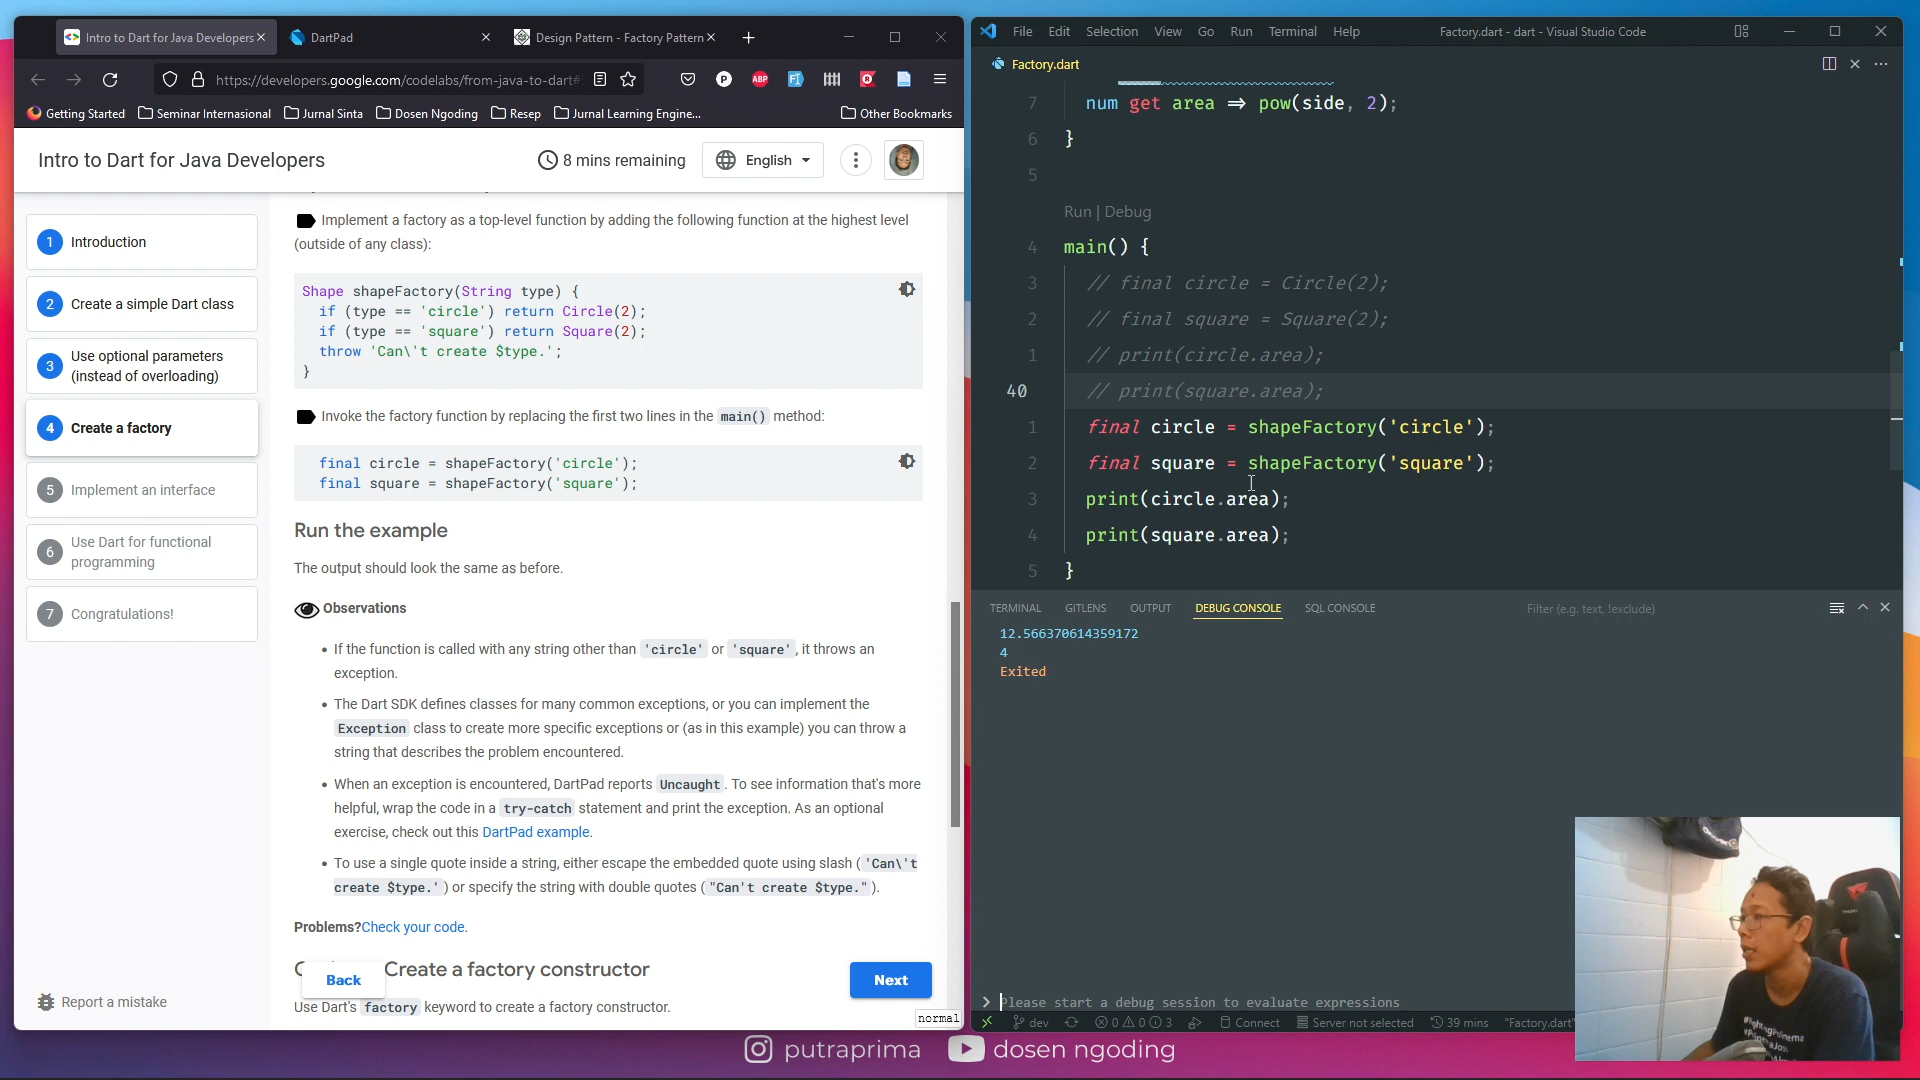 Intro to Dart for Java Developers
DartPad
Design Pattern - Factory Pattern
https://developers.google.com/codelabs/from-java-to-dart#
Getting Started
Seminar Internasional
Jurnal Sinta
Dosen Ngoding
Resep
Jurnal Learning Engine...
Other Bookmarks
Intro to Dart for Java Developers
8 mins remaining
English
1 Introduction
2 Create a simple Dart class
3 Use optional parameters
(instead of overloading)
4 Create a factory
5 Implement an interface
6 Use Dart for functional
programming
7 Congratulations!
Report a mistake
Implement a factory as a top-level function by adding the following function at the highest level
(outside of any class):
Shape shapeFactory(String type) {
if (type == 'circle') return Circle(2);
if (type == 'square') return Square(2);
throw 'Can\'t create $type.';
}
Invoke the factory function by replacing the first two lines in the main() method:
final circle = shapeFactory('circle');
final square = shapeFactory('square');
Run the example
The output should look the same as before.
Observations
• If the function is called with any string other than 'circle' or 'square', it throws an
exception.
• The Dart SDK defines classes for many common exceptions, or you can implement the
Exception class to create more specific exceptions or (as in this example) you can throw a
string that describes the problem encountered.
• When an exception is encountered, DartPad reports Uncaught. To see information that's more
helpful, wrap the code in a try-catch statement and print the exception. As an optional
exercise, check out this DartPad example.
• To use a single quote inside a string, either escape the embedded quote using slash ('Can\'t
create $type.') or specify the string with double quotes ("Can't create $type.").
Problems?Check your code.
Create a factory constructor
Back
Next
Use Dart's factory keyword to create a factory constructor.
normal
File Edit Selection View Go Run Terminal Help
Factory.dart - dart - Visual Studio Code
Factory.dart
7 num get area => pow(side, 2);
6 }
5
Run | Debug
4 main() {
3 // final circle = Circle(2);
2 // final square = Square(2);
1 // print(circle.area);
40 // print(square.area);
1 final circle = shapeFactory('circle');
2 final square = shapeFactory('square');
3 print(circle.area);
4 print(square.area);
5 }
TERMINAL GITLENS OUTPUT DEBUG CONSOLE SQL CONSOLE
Filter (e.g. text, !exclude)
12.566370614359172
4
Exited
Please start a debug session to evaluate expressions
dev 0 0 3 Connect Server not selected 39 mins "Factory.dart"
putraprima
dosen ngoding